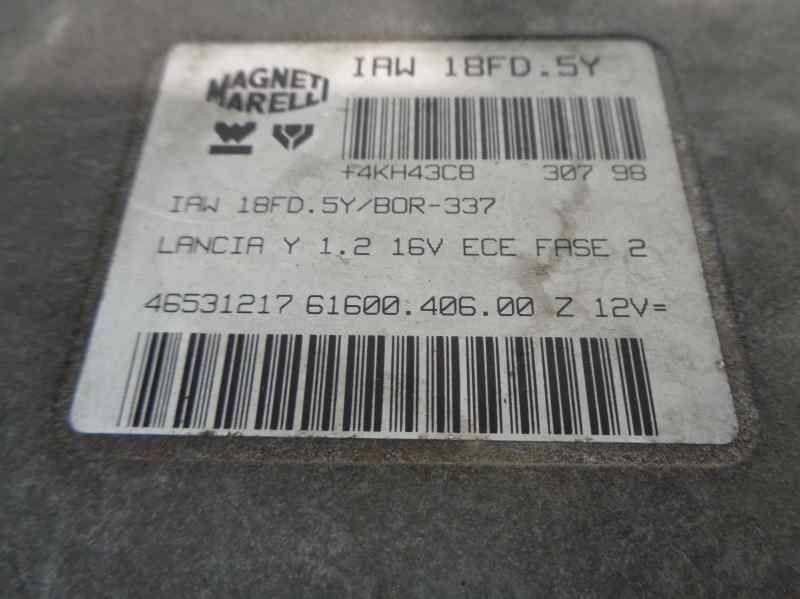 MAGNETI
MARELLI
IAW 18FD.5Y
+4KH43C8 307 98
IAW 18FD.5Y/BOR-337
LANCIA Y 1.2 16V ECE FASE 2
46531217 61600.406.00 Z 12V=